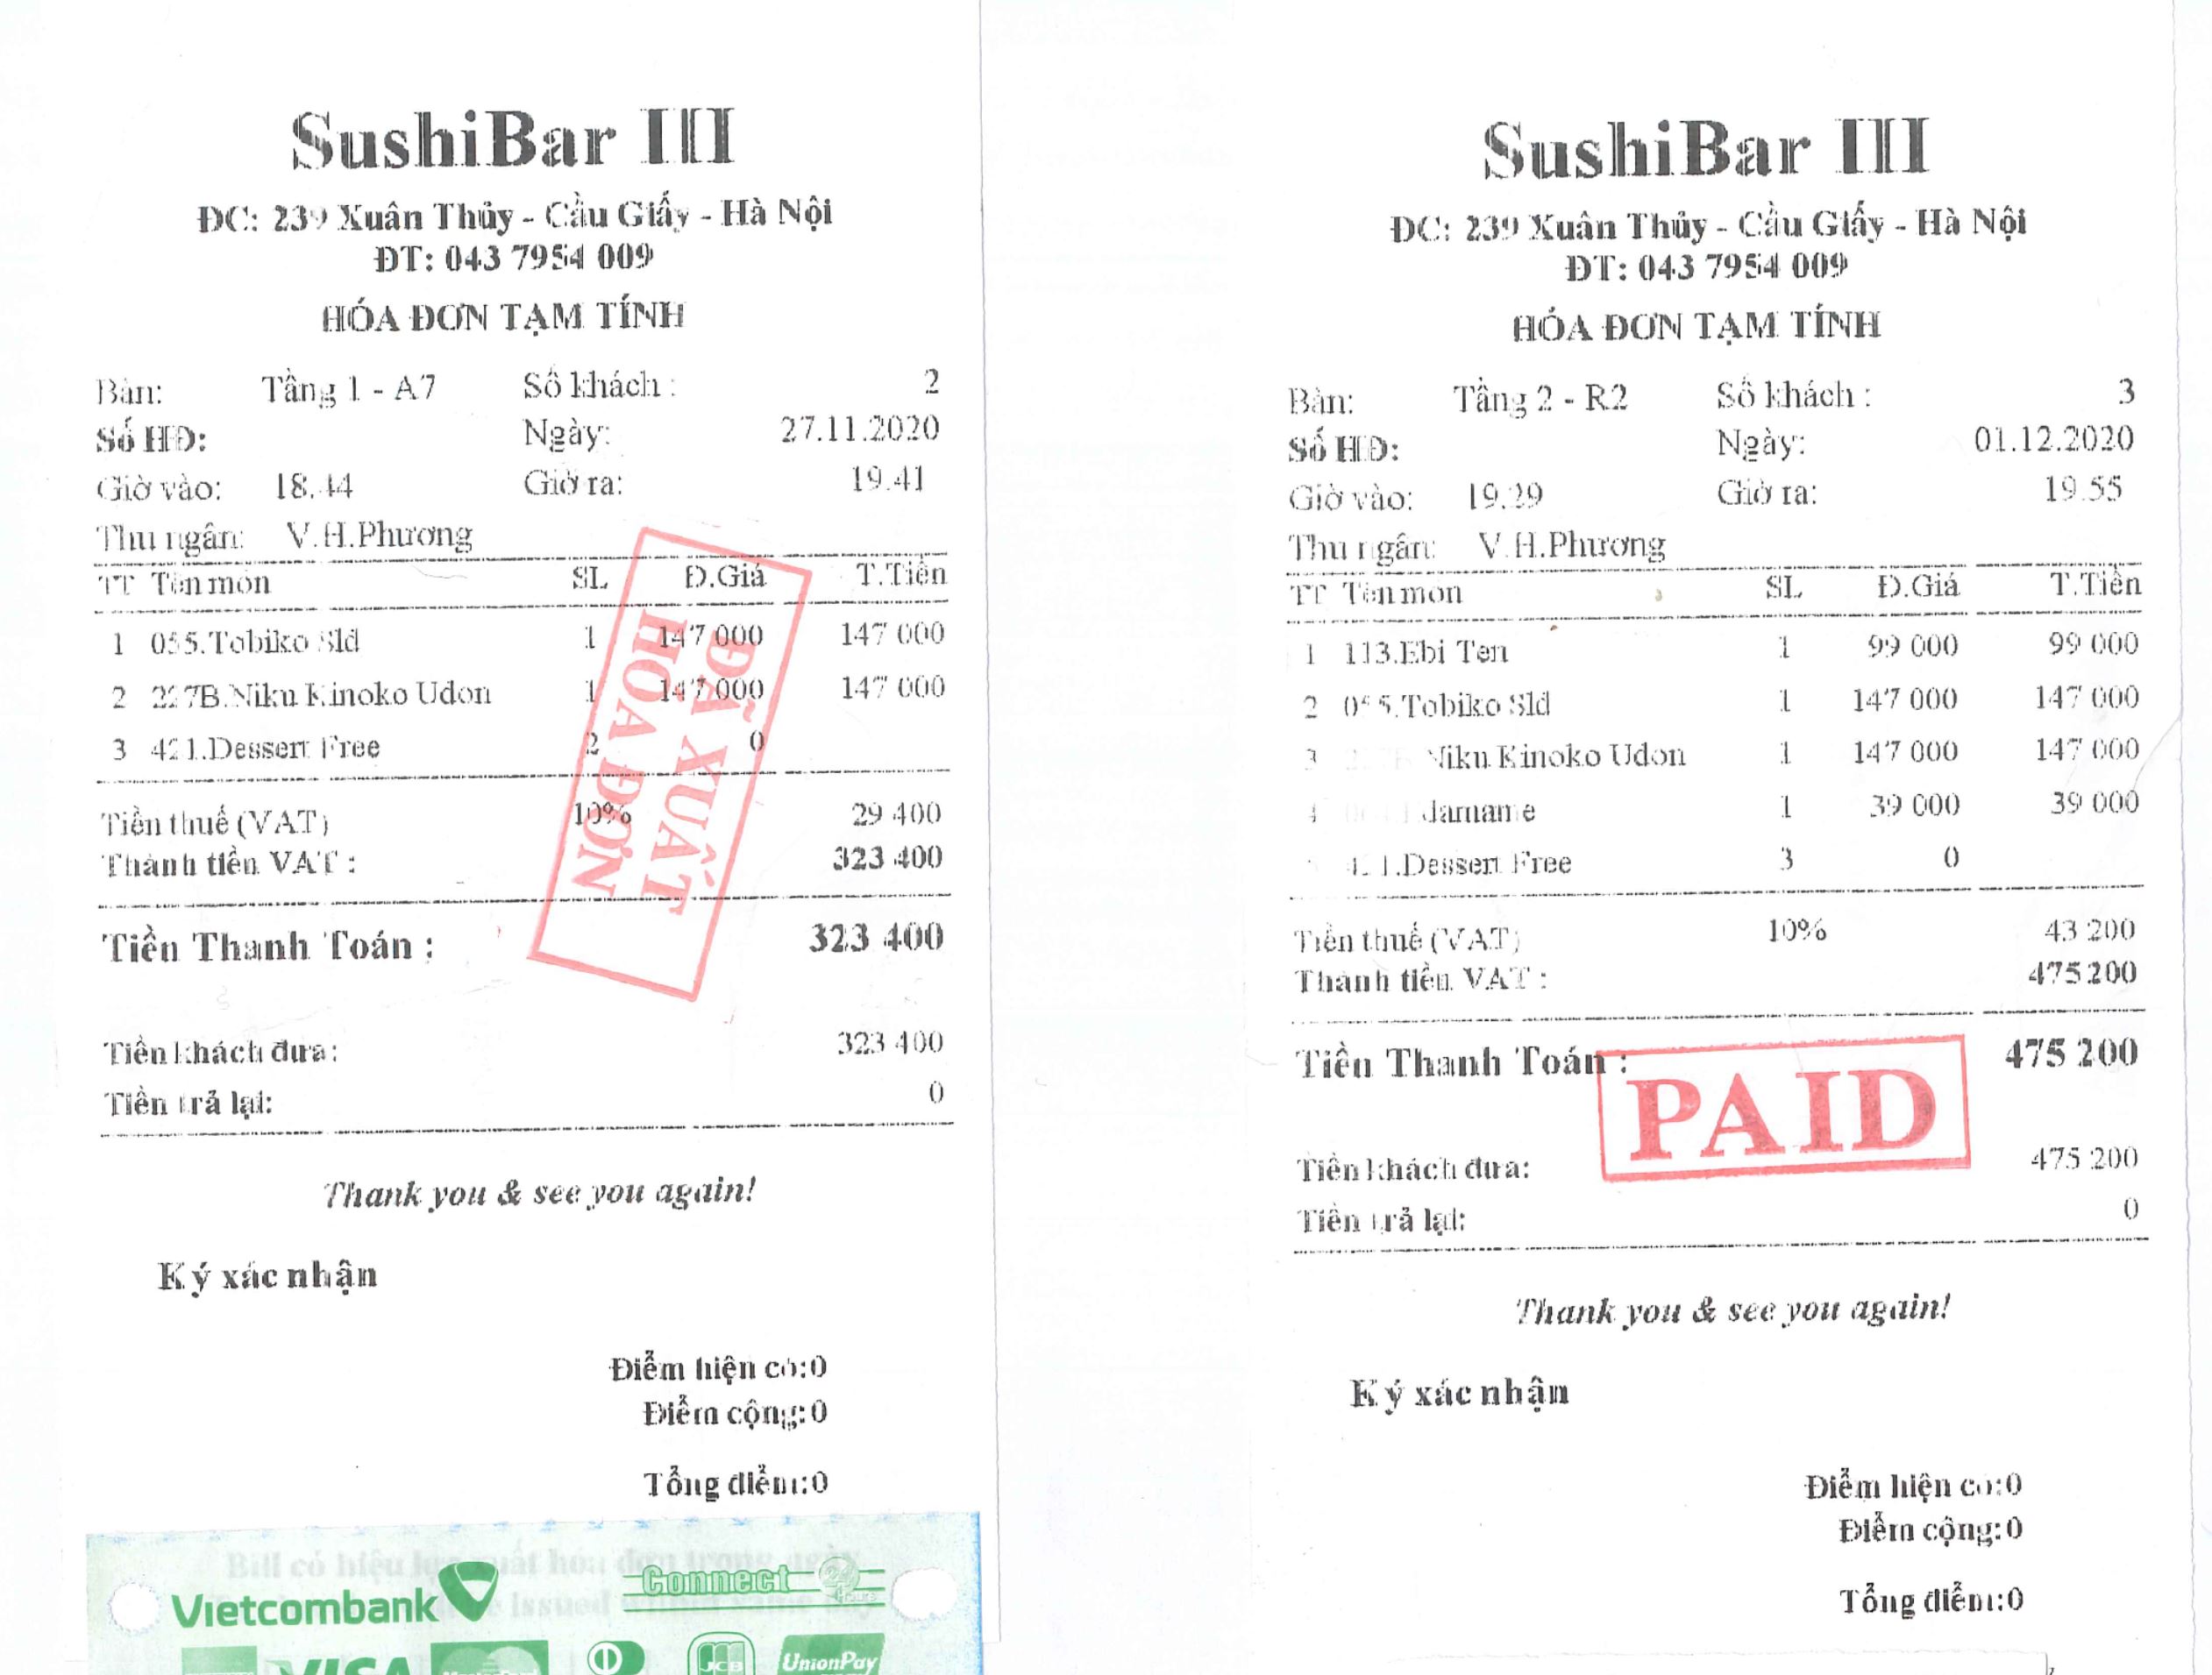 SushiBar III
ĐC: 239 Xuân Thủy - Cầu Giấy - Hà Nội
ĐT: 043 7954 009
HÓA ĐƠN TẠM TÍNH
Bàn: Tầng 1 - A7 Số khách : 2
Số HĐ: Ngày: 27.11.2020
Giờ vào: 18.44 Giờ ra: 19.41
Thu ngân: V.H.Phương
TT Tên món SL Đ.Giá T.Tiền
1 055.Tobiko Sld 1 147 000 147 000
2 227B.Niku Kinoko Udon 1 147 000 147 000
3 421.Dessert Free 2 0
Tiền thuế (VAT) 10% 29 400
Thành tiền VAT : 323 400
Tiền Thanh Toán : 323 400
ĐÃ XUẤT
HÓA ĐƠN
Tiền khách đưa: 323 400
Tiền trả lại: 0
Thank you & see you again!
Ký xác nhận
Điểm hiện có:0
Điểm cộng:0
Tổng điểm:0
Bill có hiệu lực xuất hóa đơn trong ngày
issued same day
Vietcombank
Connect 24
Hours
VISA
JCB
UnionPay
SushiBar III
ĐC: 239 Xuân Thủy - Cầu Giấy - Hà Nội
ĐT: 043 7954 009
HÓA ĐƠN TẠM TÍNH
Bàn: Tầng 2 - R2 Số khách : 3
Số HĐ: Ngày: 01.12.2020
Giờ vào: 19.29 Giờ ra: 19.55
Thu ngân: V.H.Phương
TT Tên món SL Đ.Giá T.Tiền
1 113.Ebi Ten 1 99 000 99 000
2 055.Tobiko Sld 1 147 000 147 000
3 Niku Kinoko Udon 1 147 000 147 000
4 1 39 000 39 000
421.Dessert Free 3 0
Tiền thuế (VAT) 10% 43 200
Thành tiền VAT : 475 200
Tiền Thanh Toán : 475 200
PAID
Tiền khách đưa: 475 200
Tiền trả lại: 0
Thank you & see you again!
Ký xác nhận
Điểm hiện có:0
Điểm cộng:0
Tổng điểm:0